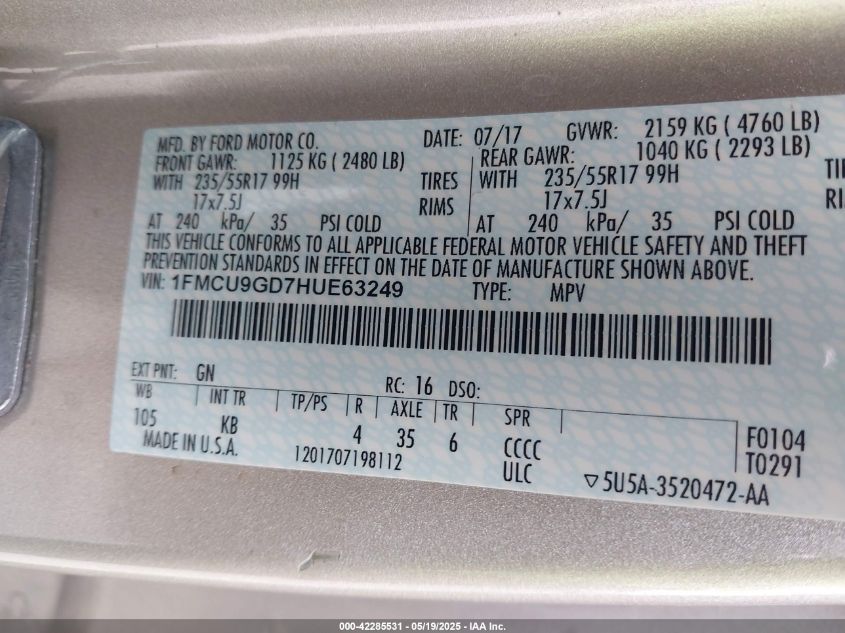 MFD. BY FORD MOTOR CO. DATE: 07/17 GVWR: 2159 KG ( 4760 LB)
FRONT GAWR: 1125 KG ( 2480 LB) REAR GAWR: 1040 KG ( 2293 LB)
WITH 235/55R17 99H TIRES WITH 235/55R17 99H
17x7.5J RIMS 17x7.5J
AT 240 kPa/ 35 PSI COLD AT 240 kPa/ 35 PSI COLD
THIS VEHICLE CONFORMS TO ALL APPLICABLE FEDERAL MOTOR VEHICLE SAFETY AND THEFT
PREVENTION STANDARDS IN EFFECT ON THE DATE OF MANUFACTURE SHOWN ABOVE.
VIN: 1FMCU9GD7HUE63249 TYPE: MPV
EXT PNT: GN RC: 16 DSO:
WB INT TR TP/PS R AXLE TR SPR
105 KB 4 35 6 CCCC F0104
MADE IN U.S.A. 1201707198112 ULC T0291
▽5U5A-3520472-AA
000-42285531 - 05/19/2025 - IAA Inc.